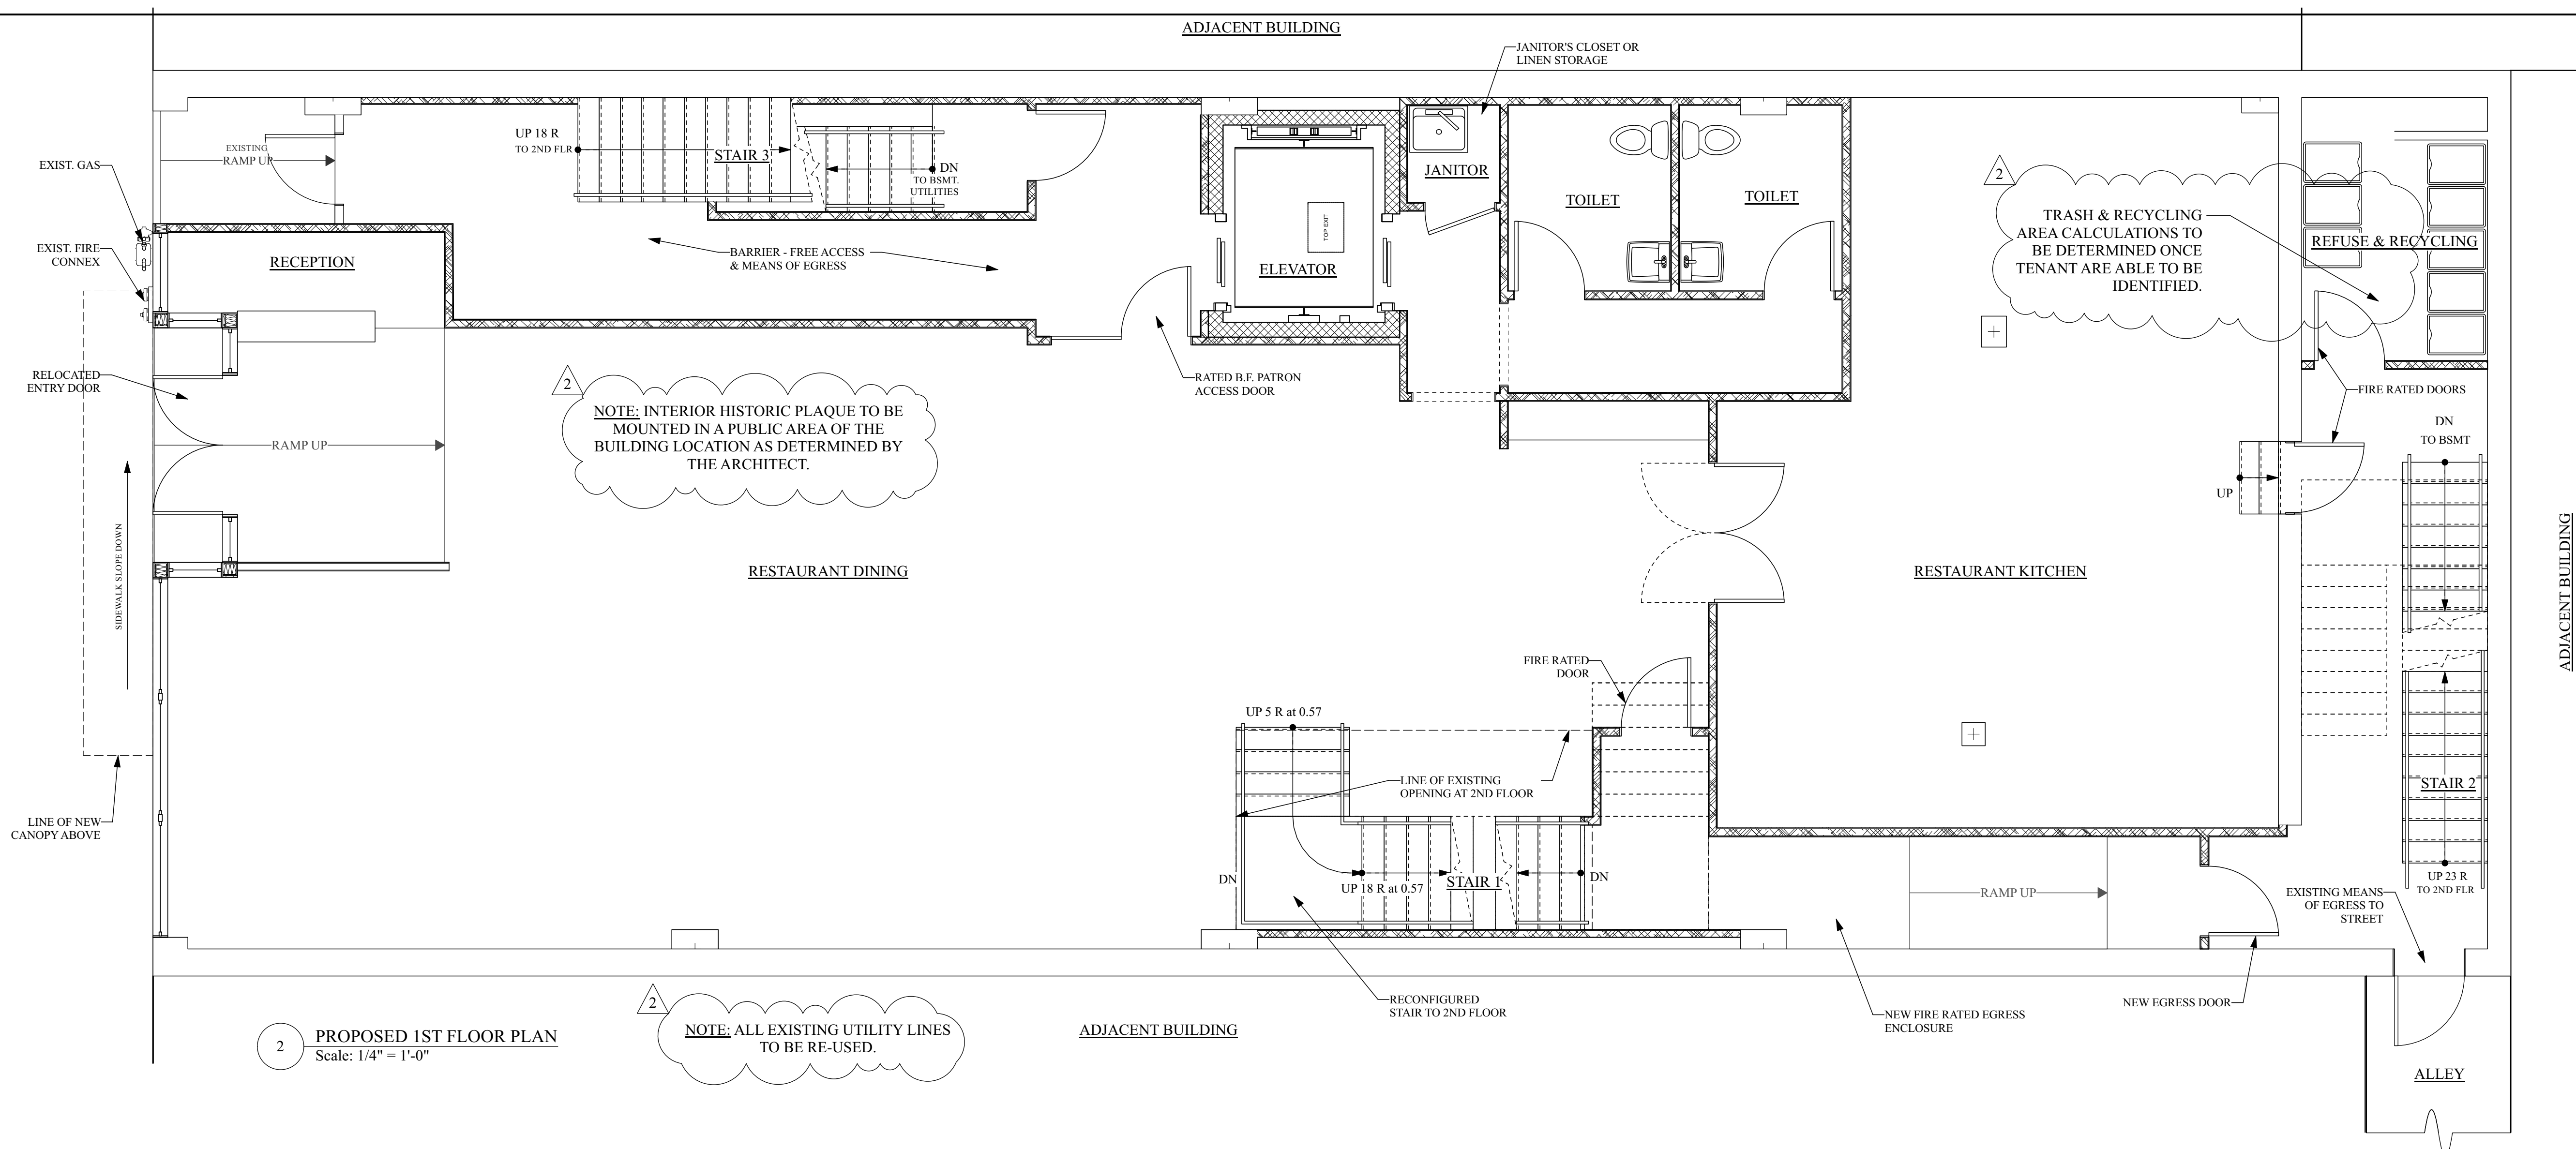 ADJACENT BUILDING
JANITOR'S CLOSET OR
LINEN STORAGE
UP 18 R
TO 2ND FLR
STAIR 3
DN
TO BSMT.
UTILITIES
EXISTING
RAMP UP
EXIST. GAS
EXIST. FIRE
CONNEX
RECEPTION
BARRIER - FREE ACCESS
& MEANS OF EGRESS
TOP EXIT
ELEVATOR
JANITOR
TOILET
TOILET
2
TRASH & RECYCLING
AREA CALCULATIONS TO
BE DETERMINED ONCE
TENANT ARE ABLE TO BE
IDENTIFIED.
REFUSE & RECYCLING
RELOCATED
ENTRY DOOR
RATED B.F. PATRON
ACCESS DOOR
FIRE RATED DOORS
2
NOTE: INTERIOR HISTORIC PLAQUE TO BE
MOUNTED IN A PUBLIC AREA OF THE
BUILDING LOCATION AS DETERMINED BY
THE ARCHITECT.
RAMP UP
DN
TO BSMT
UP
SIDEWALK SLOPE DOWN
RESTAURANT DINING
RESTAURANT KITCHEN
ADJACENT BUILDING
FIRE RATED
DOOR
UP 5 R at 0.57
LINE OF EXISTING
OPENING AT 2ND FLOOR
STAIR 2
LINE OF NEW
CANOPY ABOVE
DN
UP 18 R at 0.57
STAIR 1
DN
RAMP UP
UP 23 R
TO 2ND FLR
EXISTING MEANS
OF EGRESS TO
STREET
RECONFIGURED
STAIR TO 2ND FLOOR
NEW FIRE RATED EGRESS
ENCLOSURE
NEW EGRESS DOOR
2
PROPOSED 1ST FLOOR PLAN
Scale: 1/4" = 1'-0"
2
NOTE: ALL EXISTING UTILITY LINES
TO BE RE-USED.
ADJACENT BUILDING
ALLEY